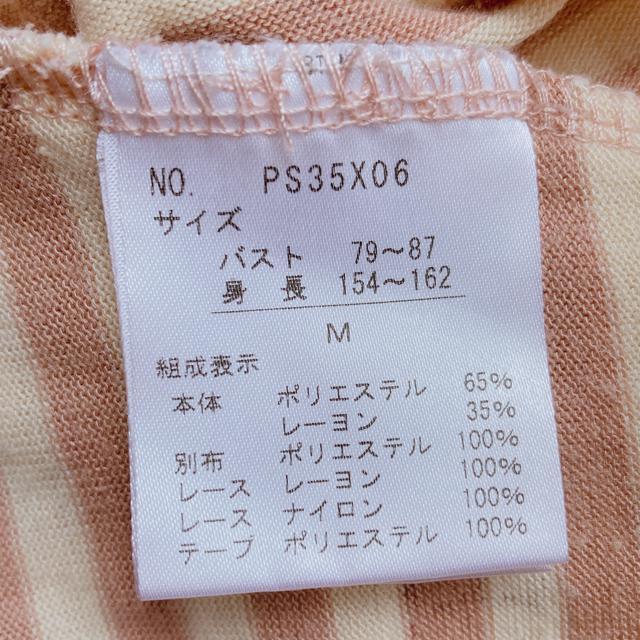 NO. PS35X06
サイズ
バスト 79～87
身長 154～162
M
組成表示
本体 ポリエステル 65%
レーヨン 35%
別布 ポリエステル 100%
レース レーヨン 100%
レース ナイロン 100%
テープ ポリエステル 100%